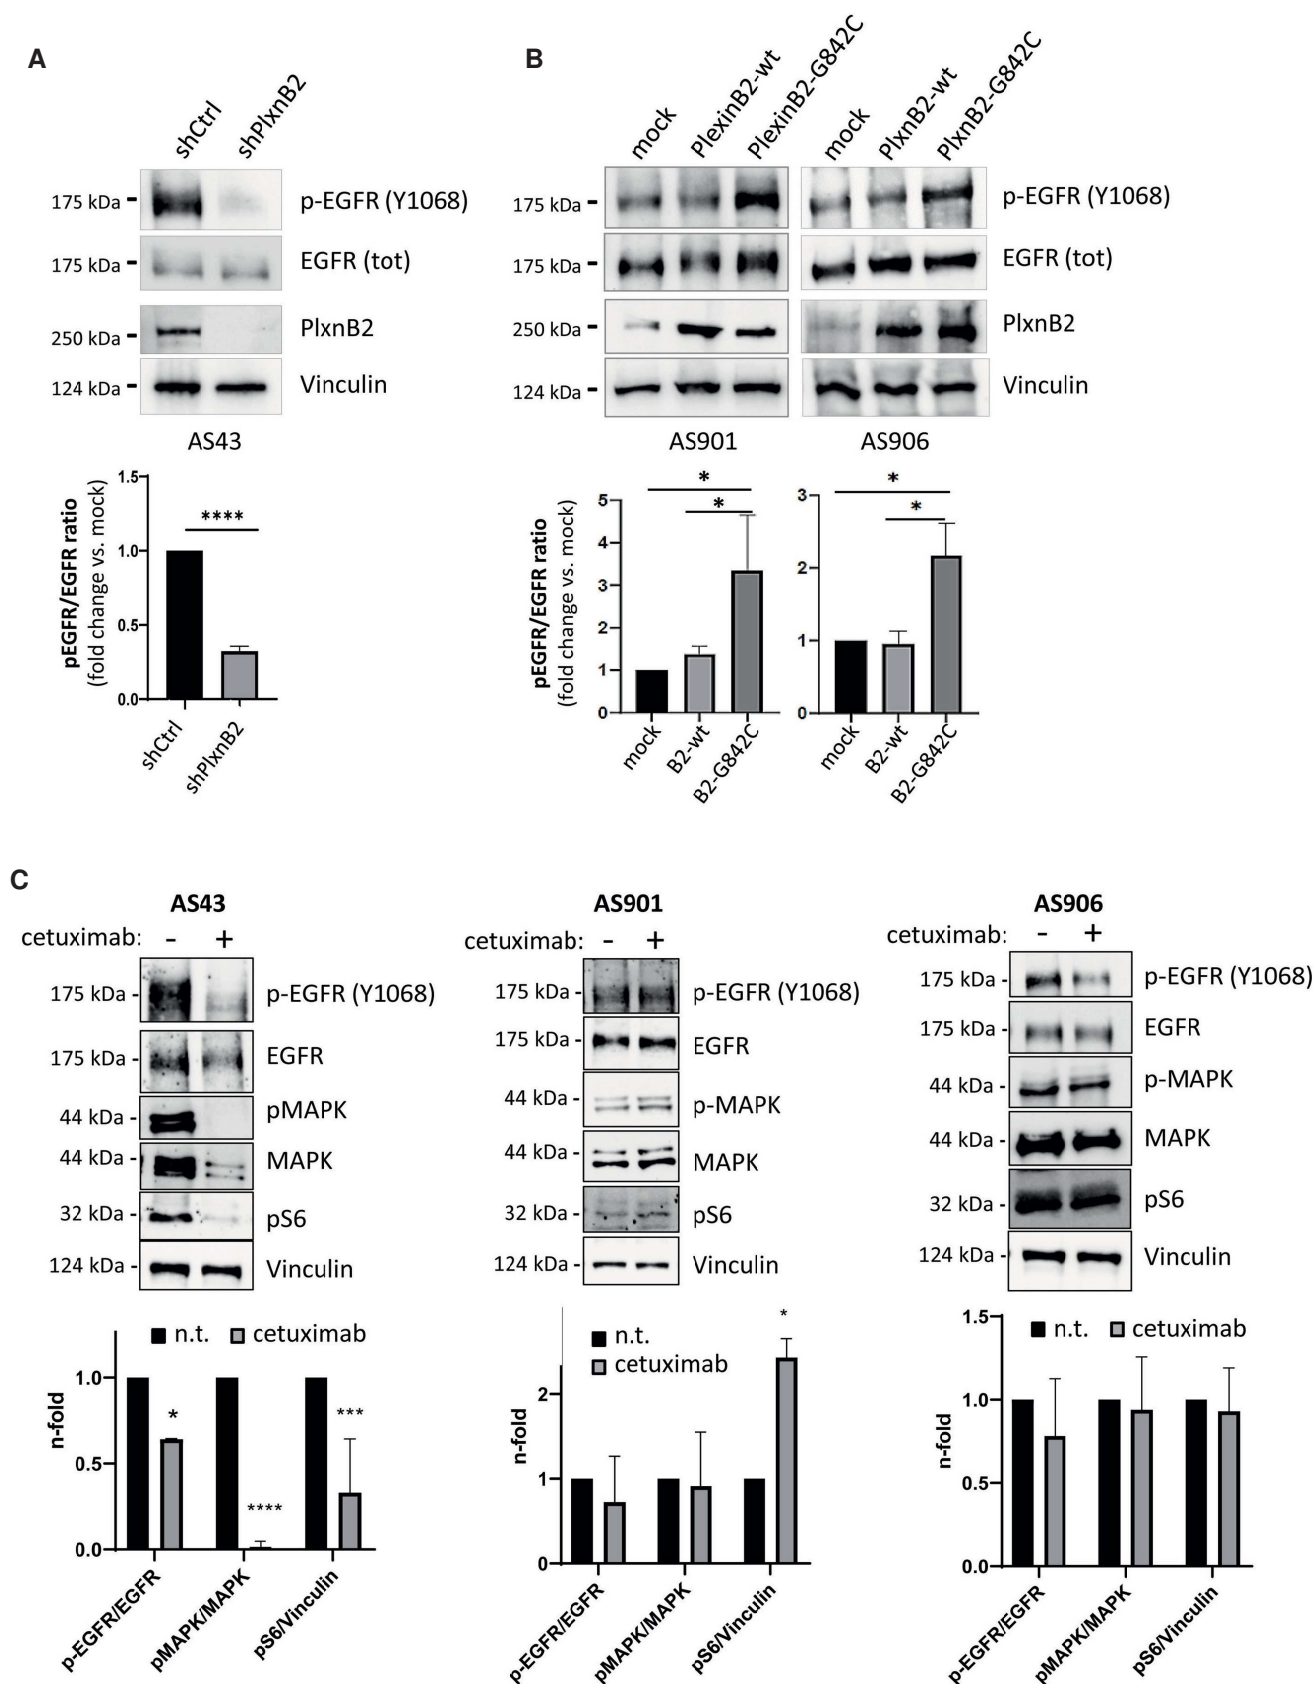 A
shCtrl
shPlxnB2
175 kDa
p-EGFR (Y1068)
175 kDa
EGFR (tot)
250 kDa
PlxnB2
124 kDa
Vinculin
AS43
pEGFR/EGFR ratio
(fold change vs. mock)
1.5
1.0
0.5
0.0
****
shCtrl
shPlxnB2
B
mock
PlexinB2-wt
PlexinB2-G842C
mock
PlxnB2-wt
PlxnB2-G842C
175 kDa
p-EGFR (Y1068)
175 kDa
EGFR (tot)
250 kDa
PlxnB2
124 kDa
Vinculin
AS901
AS906
pEGFR/EGFR ratio
(fold change vs. mock)
5
4
3
2
1
0
*
*
mock
B2-wt
B2-G842C
3
2
1
0
*
*
mock
B2-wt
B2-G842C
C
AS43
cetuximab: - +
175 kDa
p-EGFR (Y1068)
175 kDa
EGFR
44 kDa
pMAPK
44 kDa
MAPK
32 kDa
pS6
124 kDa
Vinculin
n.t.
cetuximab
n-fold
1.0
0.5
0.0
*
****
***
p-EGFR/EGFR
pMAPK/MAPK
pS6/Vinculin
AS901
cetuximab: - +
175 kDa
p-EGFR (Y1068)
175 kDa
EGFR
44 kDa
p-MAPK
44 kDa
MAPK
32 kDa
pS6
124 kDa
Vinculin
n.t.
cetuximab
n-fold
2
1
0
*
p-EGFR/EGFR
pMAPK/MAPK
pS6/Vinculin
AS906
cetuximab: - +
175 kDa
p-EGFR (Y1068)
175 kDa
EGFR
44 kDa
p-MAPK
44 kDa
MAPK
32 kDa
pS6
124 kDa
Vinculin
n.t.
cetuximab
n-fold
1.5
1.0
0.5
0.0
p-EGFR/EGFR
pMAPK/MAPK
pS6/Vinculin